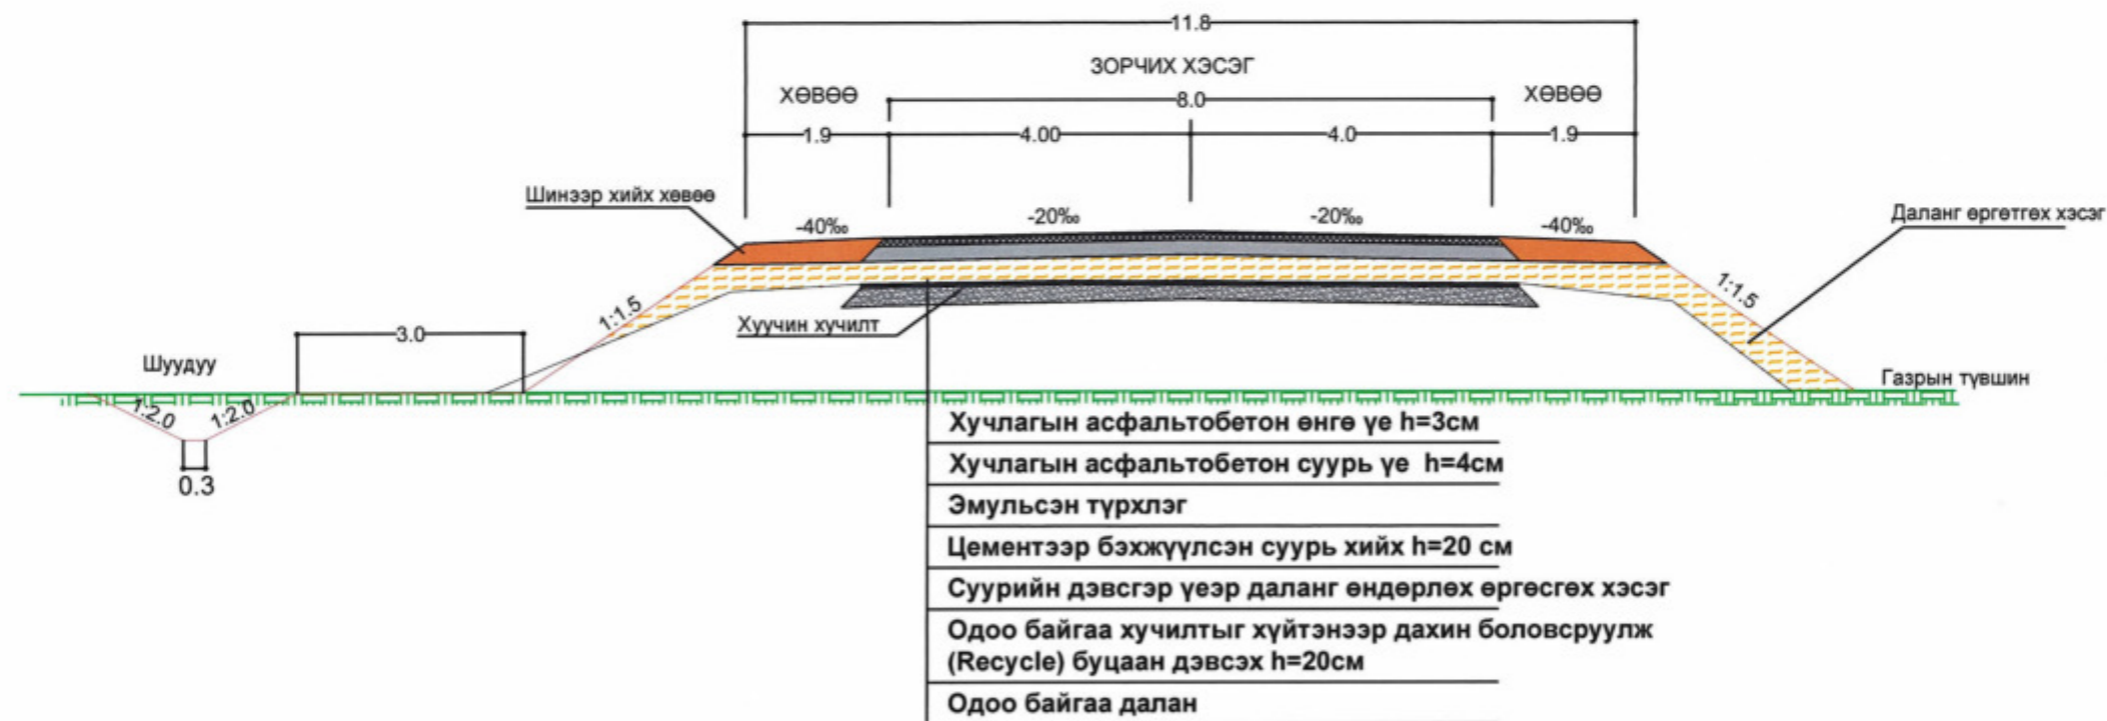 11.8
ЗОРЧИХ ХЭСЭГ
ХӨВӨӨ
8.0
ХӨВӨӨ
1.9
4.00
4.0
1.9
Шинээр хийх хөвөө
-40‰
-20‰
-20‰
-40‰
Даланг өргөтгөх хэсэг
1:1.5
1:1.5
Хуучин хучилт
3.0
Шуудуу
Газрын түвшин
1:2.0
1:2.0
0.3
Хучлагын асфальтобетон өнгө үе h=3см
Хучлагын асфальтобетон суурь үе h=4см
Эмульсэн түрхлэг
Цементээр бэхжүүлсэн суурь хийх h=20 см
Суурийн дэвсгэр үеэр даланг өндөрлөх өргөсгөх хэсэг
Одоо байгаа хучилтыг хүйтэнээр дахин боловсруулж
(Recycle) буцаан дэвсэх h=20см
Одоо байгаа далан